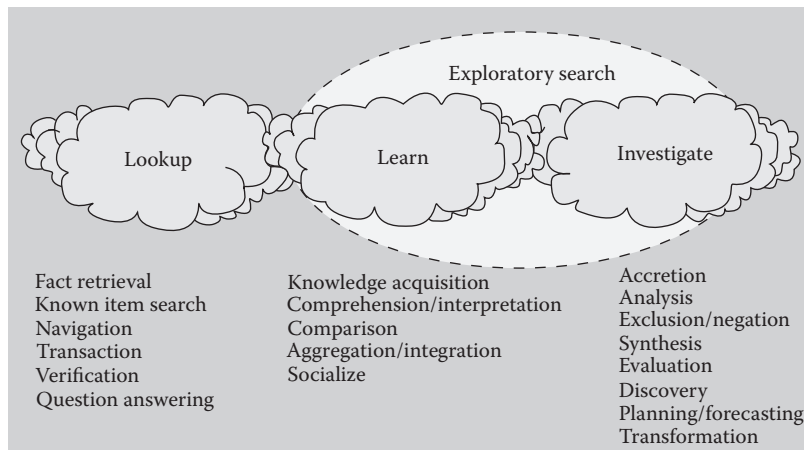 Exploratory search
Lookup
Learn
Investigate
Fact retrieval
Known item search
Navigation
Transaction
Verification
Question answering
Knowledge acquisition
Comprehension/interpretation
Comparison
Aggregation/integration
Socialize
Accretion
Analysis
Exclusion/negation
Synthesis
Evaluation
Discovery
Planning/forecasting
Transformation